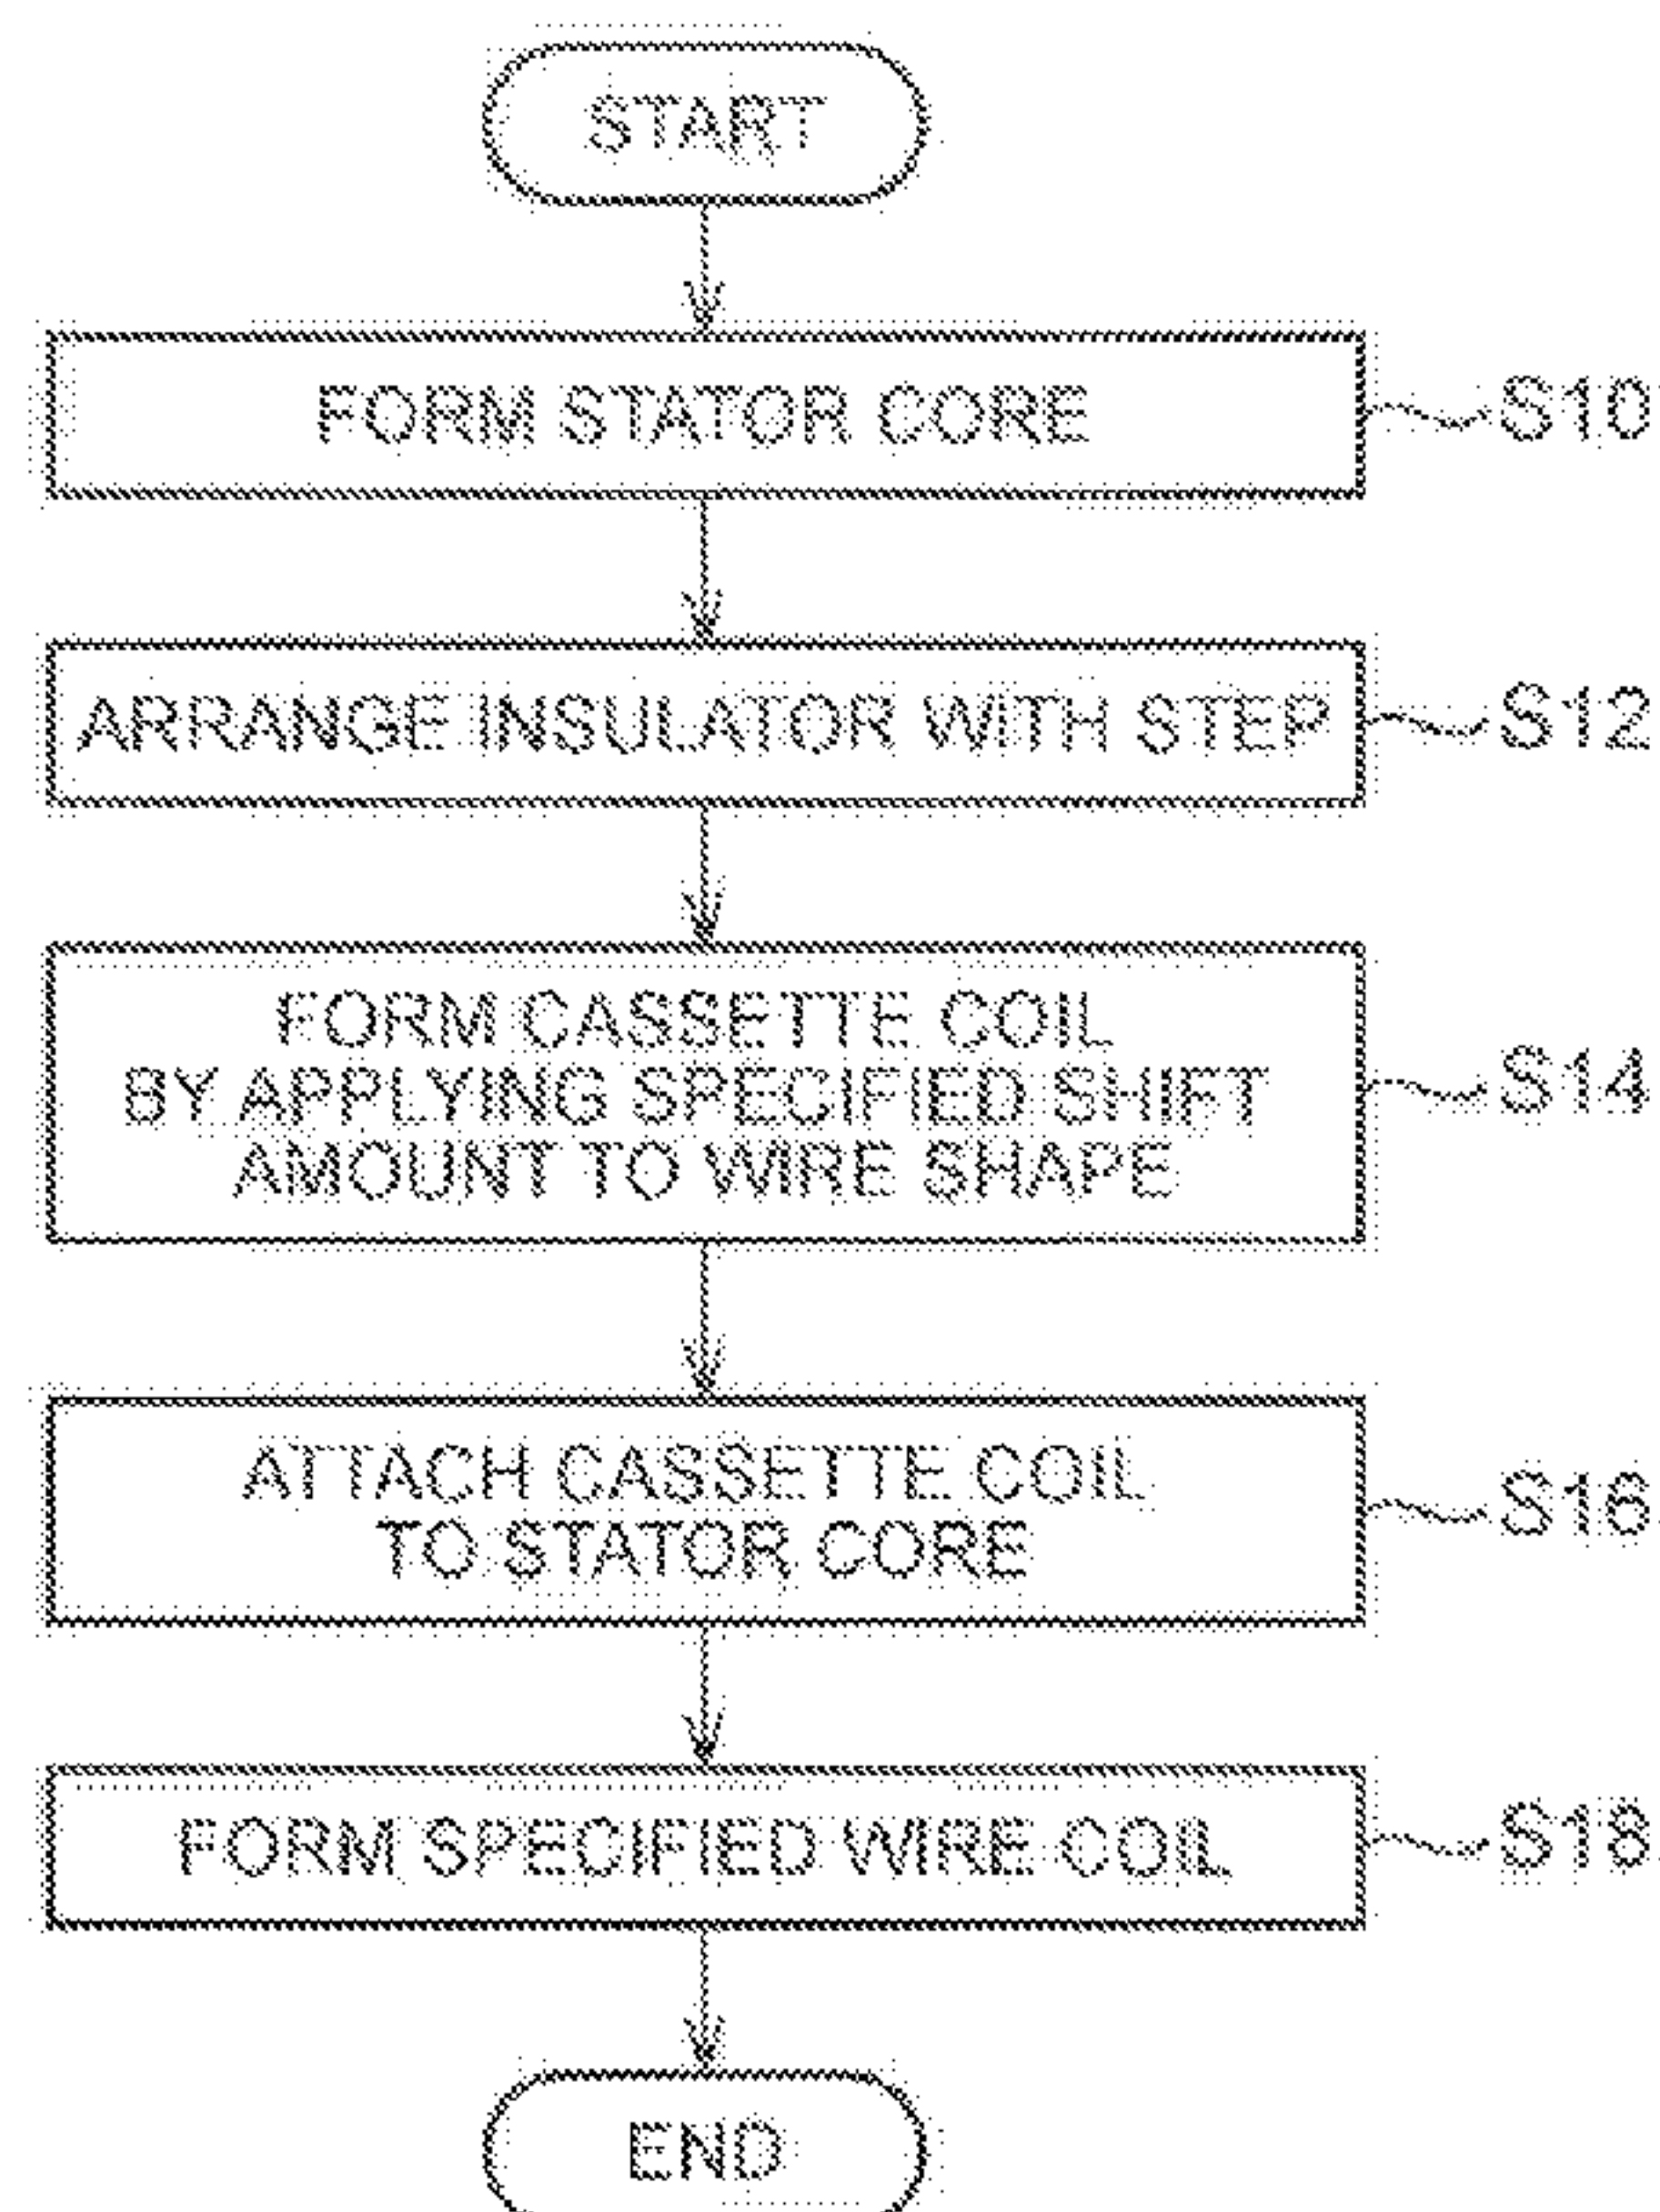 START
FORM STATOR CORE
S10
ARRANGE INSULATOR WITH STEP
S12
FORM CASSETTE COIL
BY APPLYING SPECIFIED SHIFT
AMOUNT TO WIRE SHAPE
S14
ATTACH CASSETTE COIL
TO STATOR CORE
S16
FORM SPECIFIED WIRE COIL
S18
END